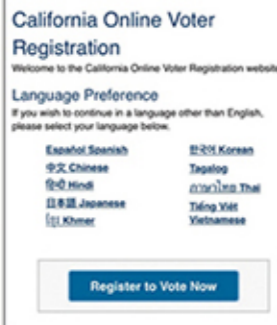 California Online Voter
Registration
Welcome to the California Online Voter Registration website
Language Preference
If you wish to continue in a language other than English,
please select your language below.
Español Spanish
中文 Chinese
हिन्दी Hindi
日本語 Japanese
ខ្មែរ Khmer
한국어 Korean
Tagalog
ภาษาไทย Thai
Tiếng Việt
Vietnamese
Register to Vote Now